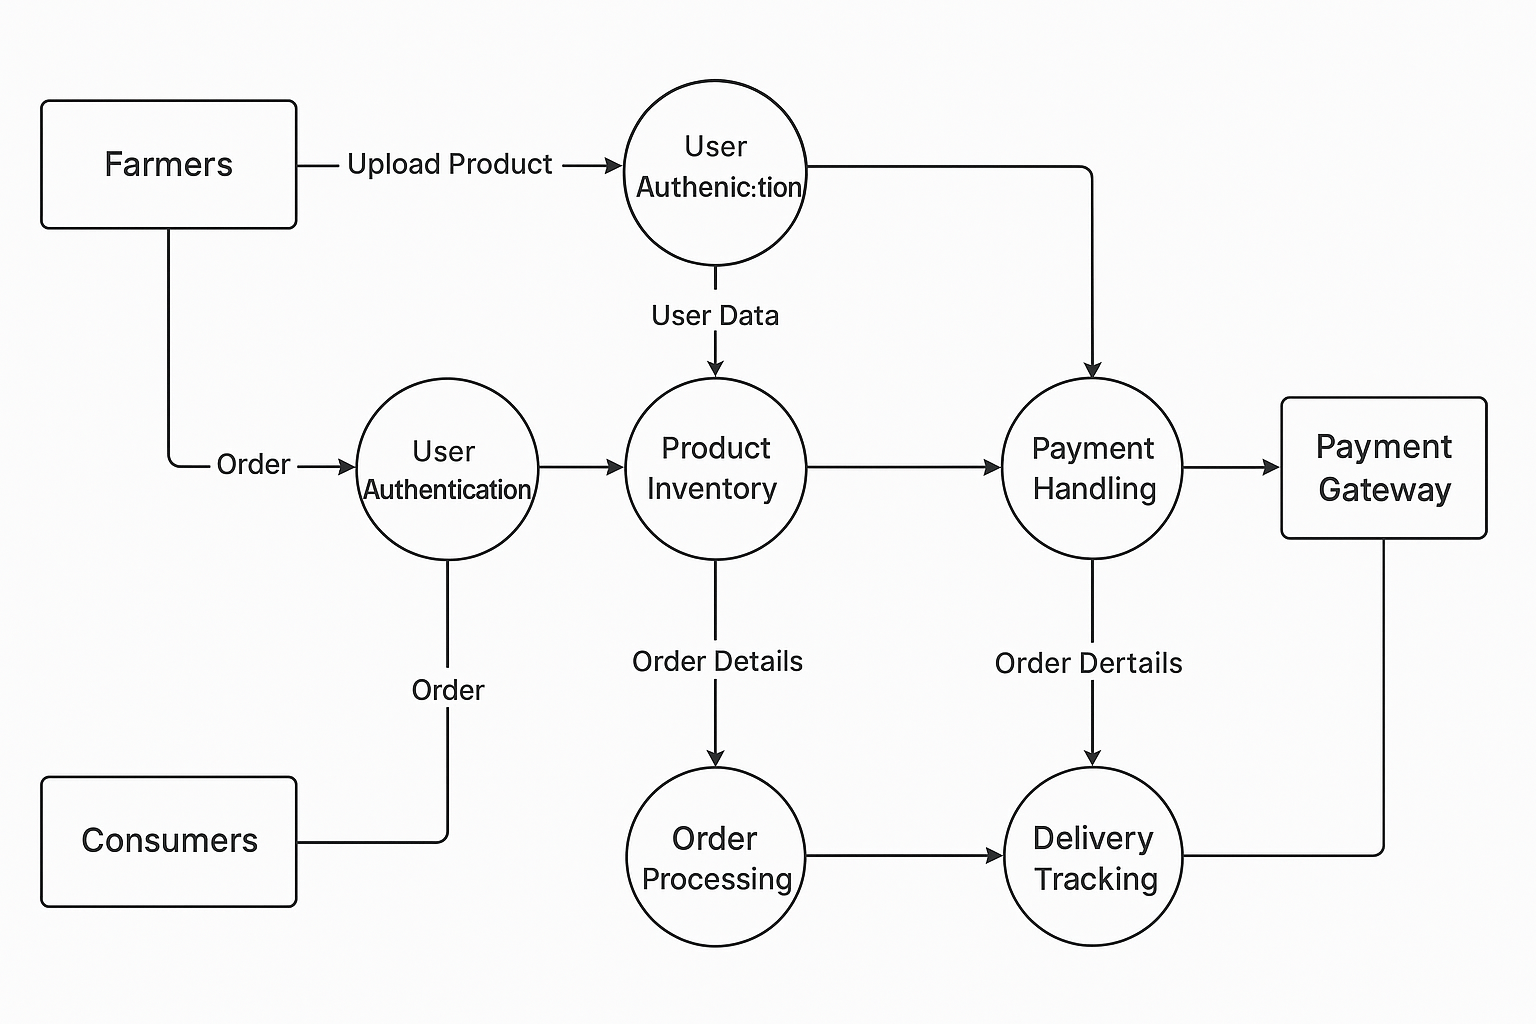 Farmers
Upload Product
User
Authenic:tion
User Data
Order
User
Authentication
Product
Inventory
Payment
Handling
Payment
Gateway
Order
Order Details
Order Dertails
Consumers
Order
Processing
Delivery
Tracking